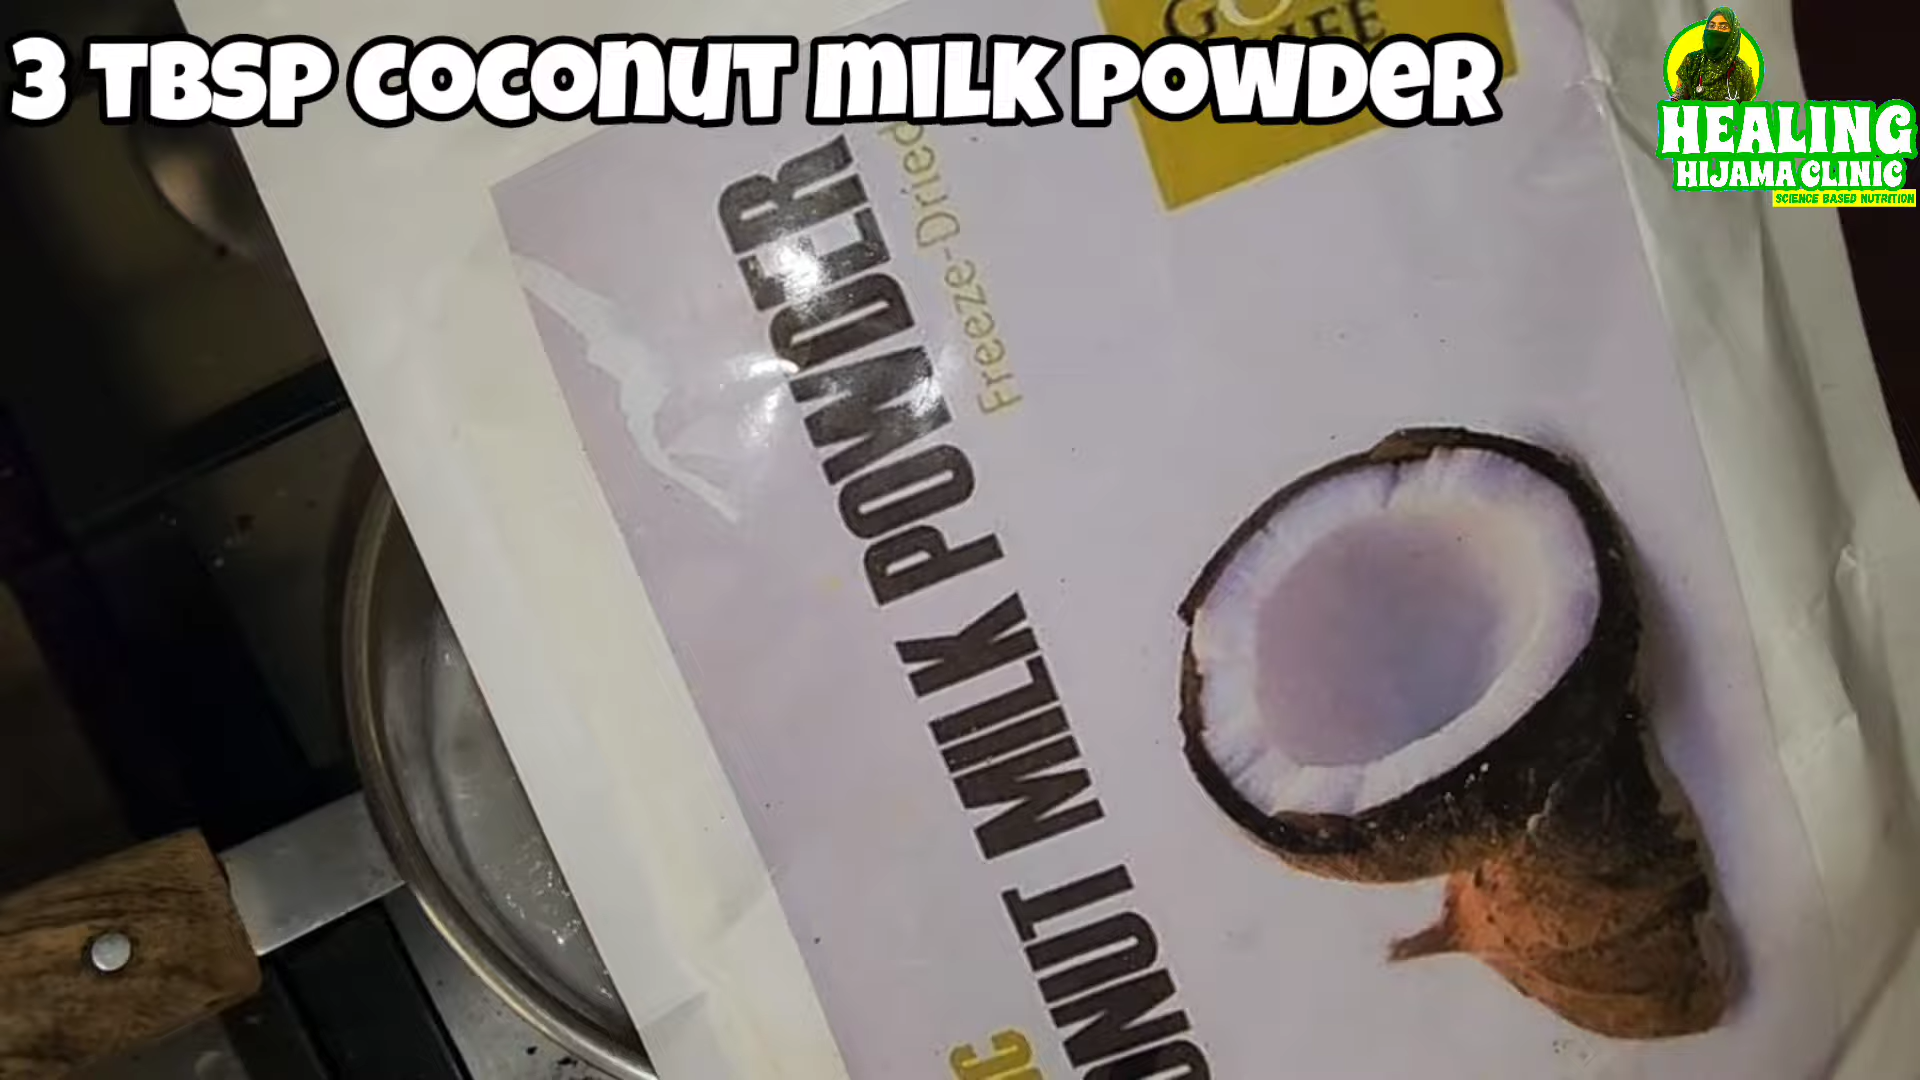 3 TBSP COCONUT MILK POWDER
HEALING
HIJAMA CLINIC
SCIENCE BASED NUTRITION
MILK POWDER
Freeze-Dried